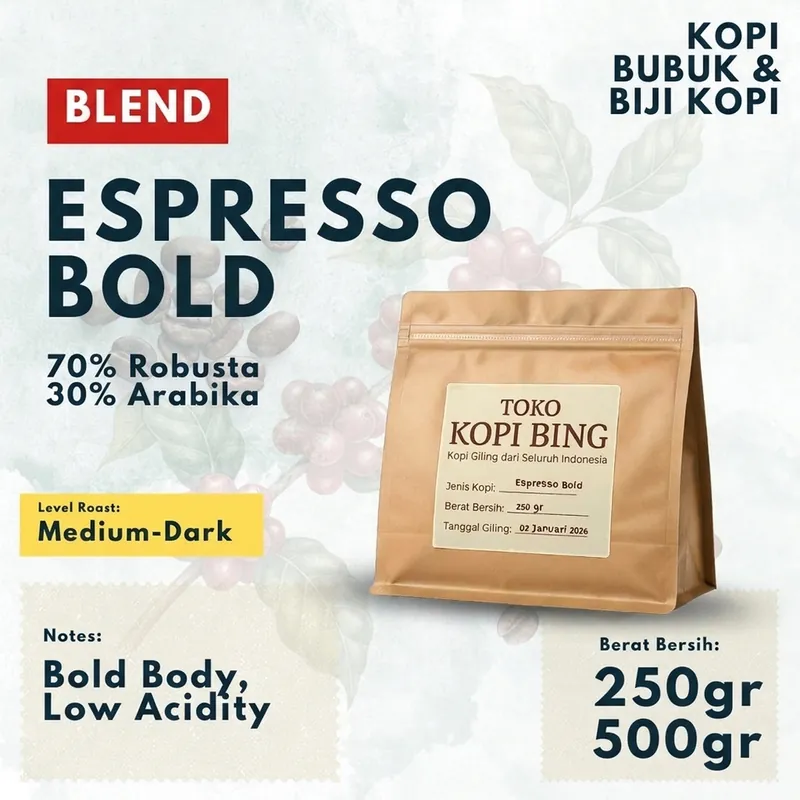 KOPI
BUBUK &
BIJI KOPI
BLEND
ESPRESSO
BOLD
70% Robusta
30% Arabika
TOKO
KOPI BING
Kopi Giling dari Seluruh Indonesia
Jenis Kopi: Espresso Bold
Berat Bersih: 250 gr
Tanggal Giling: 02 Januari 2026
Level Roast:
Medium-Dark
Notes:
Bold Body,
Low Acidity
Berat Bersih:
250gr
500gr